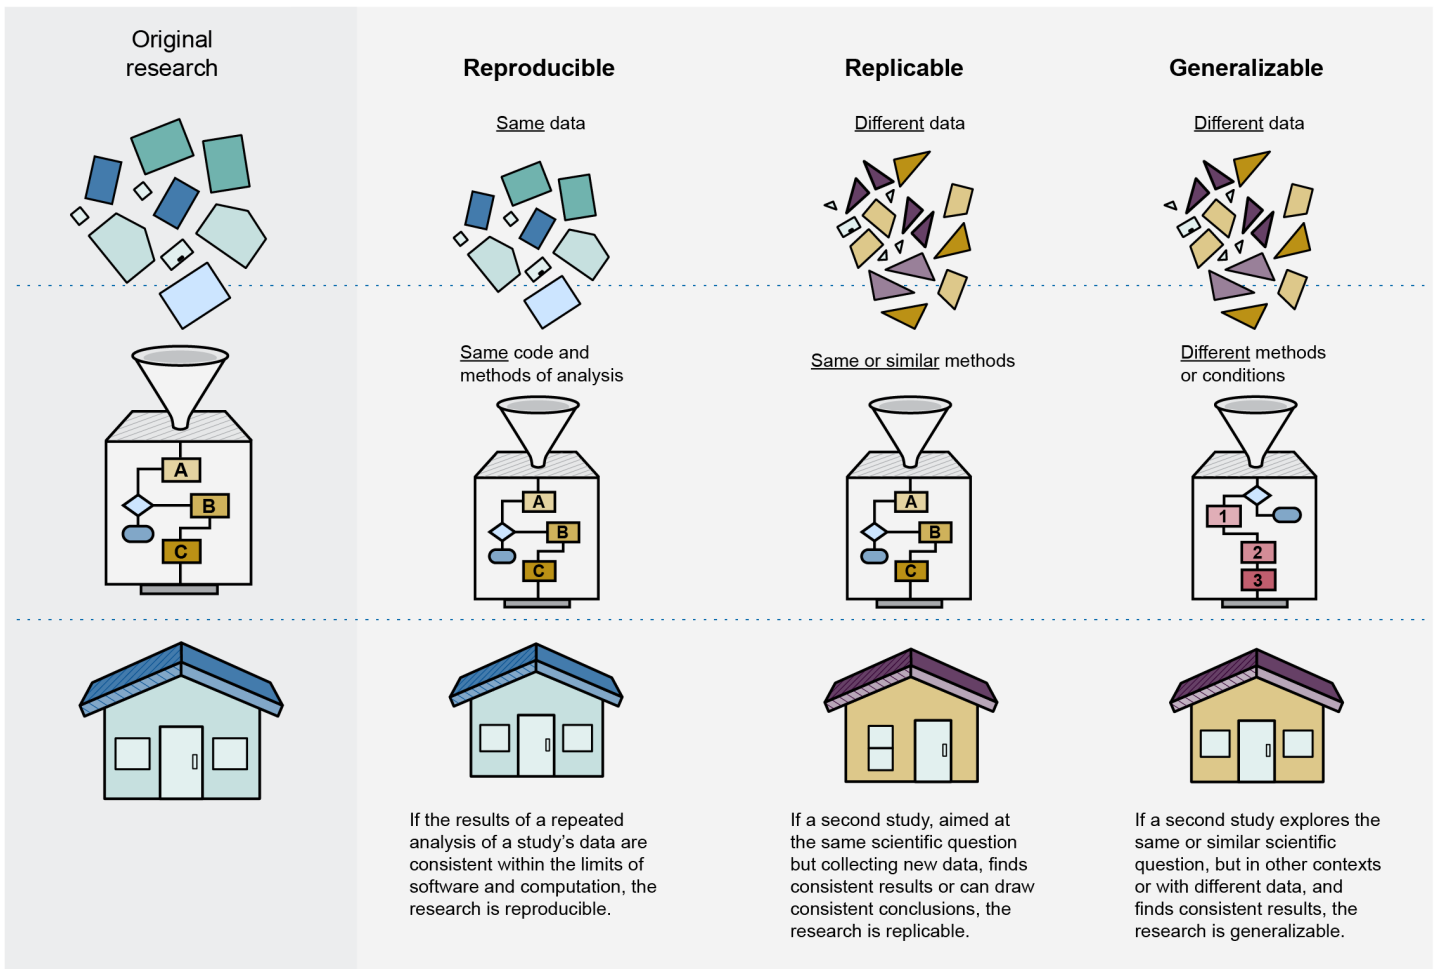 Original
research
Reproducible
Replicable
Generalizable
Same data
Different data
Different data
Same code and
methods of analysis
Same or similar methods
Different methods
or conditions
A
B
C
A
B
C
A
B
C
1
2
3
If the results of a repeated
analysis of a study’s data are
consistent within the limits of
software and computation, the
research is reproducible.
If a second study, aimed at
the same scientific question
but collecting new data, finds
consistent results or can draw
consistent conclusions, the
research is replicable.
If a second study explores the
same or similar scientific
question, but in other contexts
or with different data, and
finds consistent results, the
research is generalizable.